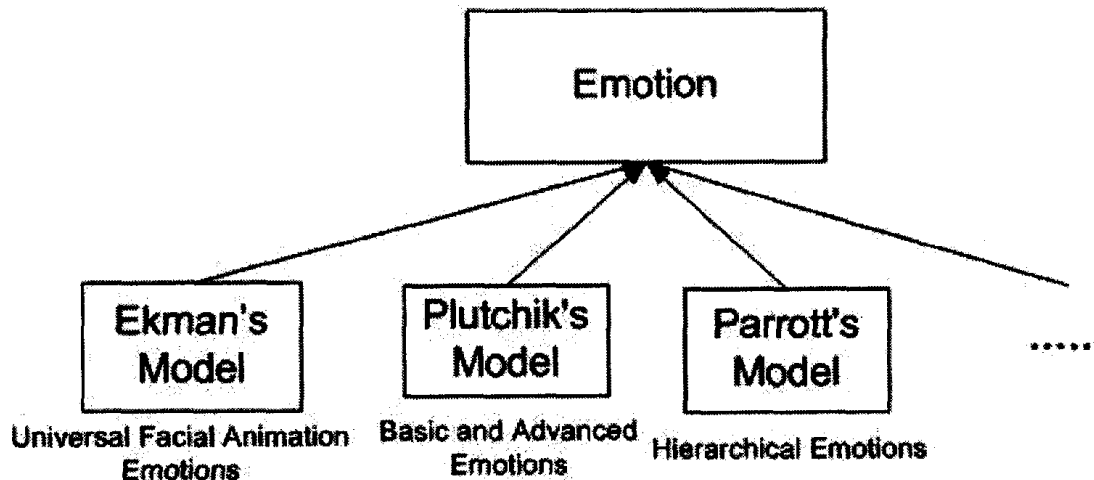 Emotion
Ekman's
Model
Plutchik's
Model
Parrott's
Model
.....
Universal Facial Animation
Emotions
Basic and Advanced
Emotions
Hierarchical Emotions